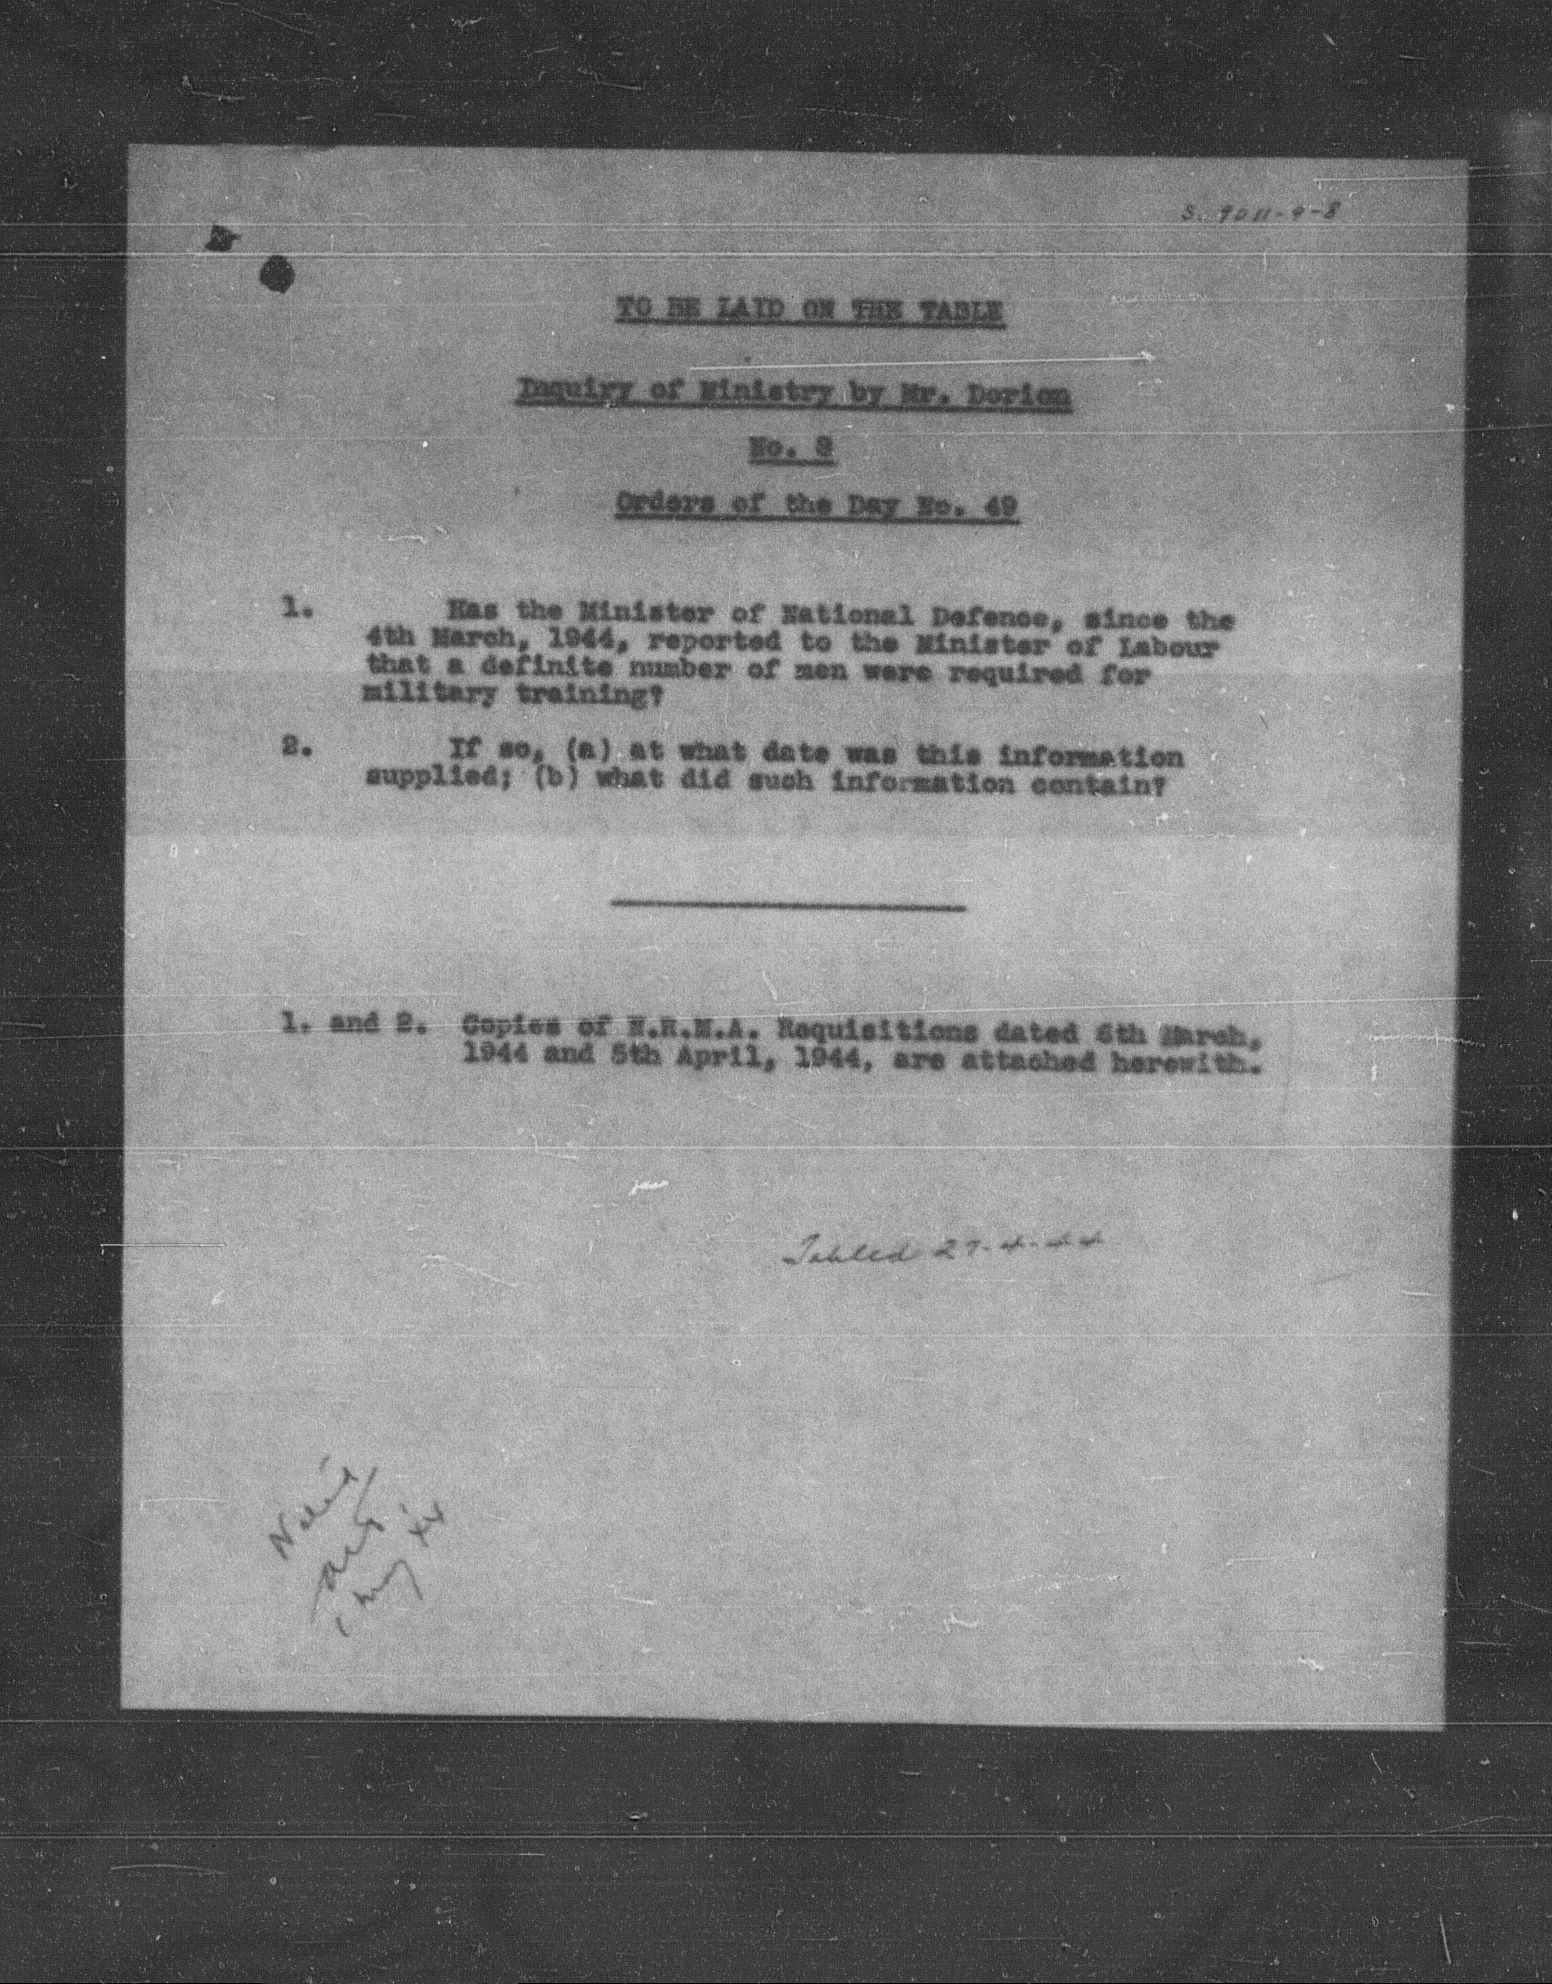 S. 9011-9-8
TO BE LAID ON THE TABLE
Inquiry of Ministry by Mr. Dorion
No. 8
Orders of the Day No. 49
1. Has the Minister of National Defence, since the
4th March, 1944, reported to the Minister of Labour
that a definite number of men were required for
military training?
2. If so, (a) at what date was this information
supplied; (b) what did such information contain?
1. and 2. Copies of N.R.M.A. Requisitions dated 6th March,
1944 and 5th April, 1944, are attached herewith.
Tabled 27-4-44